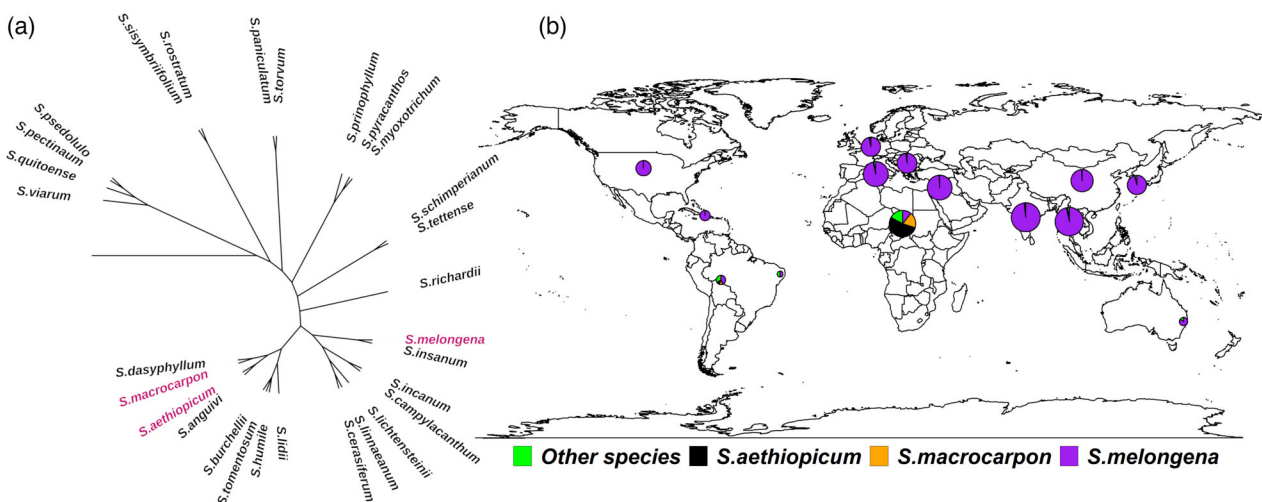 (a)
(b)
S.sisymbriifolium
S.rostratum
S.paniculatum
S.torvum
S.prinophyllum
S.pyracanthos
S.myoxotrichum
S.psedolulo
S.pectinaum
S.quitoense
S.viarum
S.schimperianum
S.tettense
S.richardii
S.melongena
S.insanum
S.dasyphyllum
S.macrocarpon
S.aethiopicum
S.anguivi
S.burchellii
S.tomentosum
S.humile
S.lidii
S.incanum
S.campylacanthum
S.lichtensteinii
S.linnaeanum
S.cerasiferum
Other species S.aethiopicum S.macrocarpon S.melongena